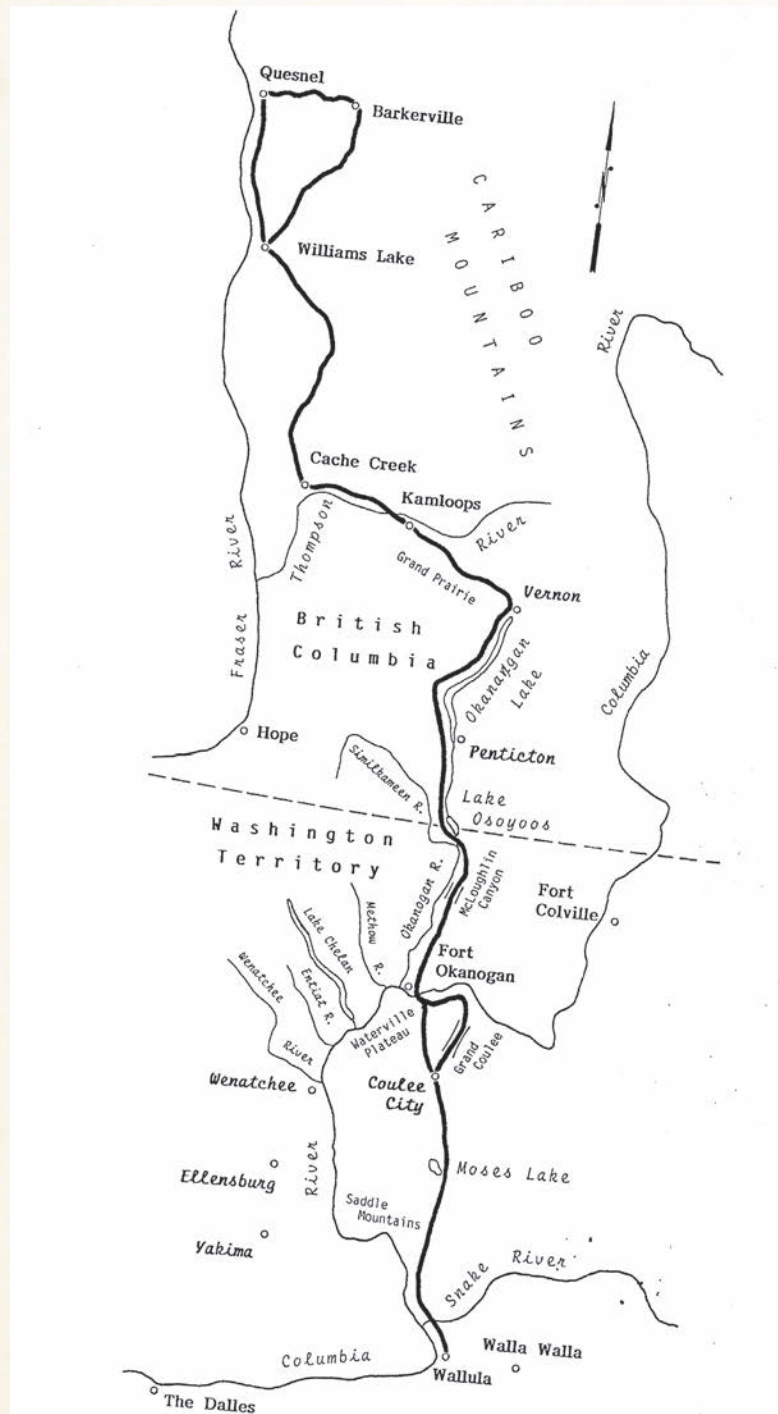 Quesnel
Barkerville
CARIBOO
MOUNTAINS
Williams Lake
River
Cache Creek
Kamloops
Thompson
River
Grand Prairie
Vernon
River
Fraser
British
Columbia
Okanangan
Lake
Columbia
Hope
Penticton
Similkameen R.
Lake
Osoyoos
Washington
Territory
Okanogan R.
McLoughlin
Canyon
Fort
Colville
Methow
R.
Lake Chelan
Entiat R.
Wenatchee
River
Fort
Okanogan
Waterville
Plateau
Grand
Coulee
Wenatchee
Coulee
City
Ellensburg
River
Moses Lake
Saddle
Mountains
Yakima
Snake
River
Columbia
Walla Walla
Wallula
The Dalles